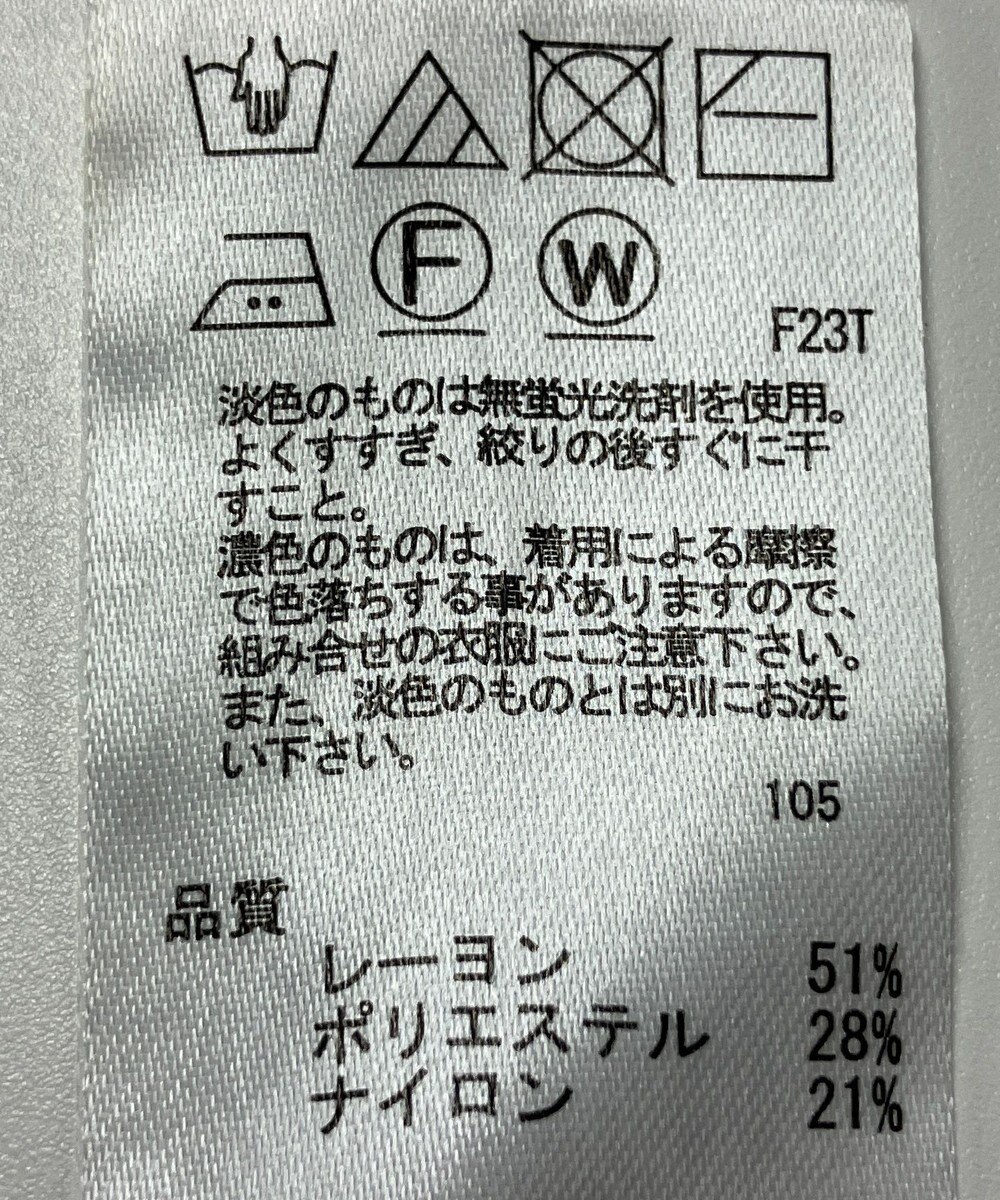 F W
F23T
淡色のものは無蛍光洗剤を使用。
よくすすぎ、絞りの後すぐに干
すこと。
濃色のものは、着用による摩擦
で色落ちする事がありますので、
組み合せの衣服にご注意下さい。
また、淡色のものとは別にお洗
い下さい。
105
品質
レーヨン 51%
ポリエステル 28%
ナイロン 21%